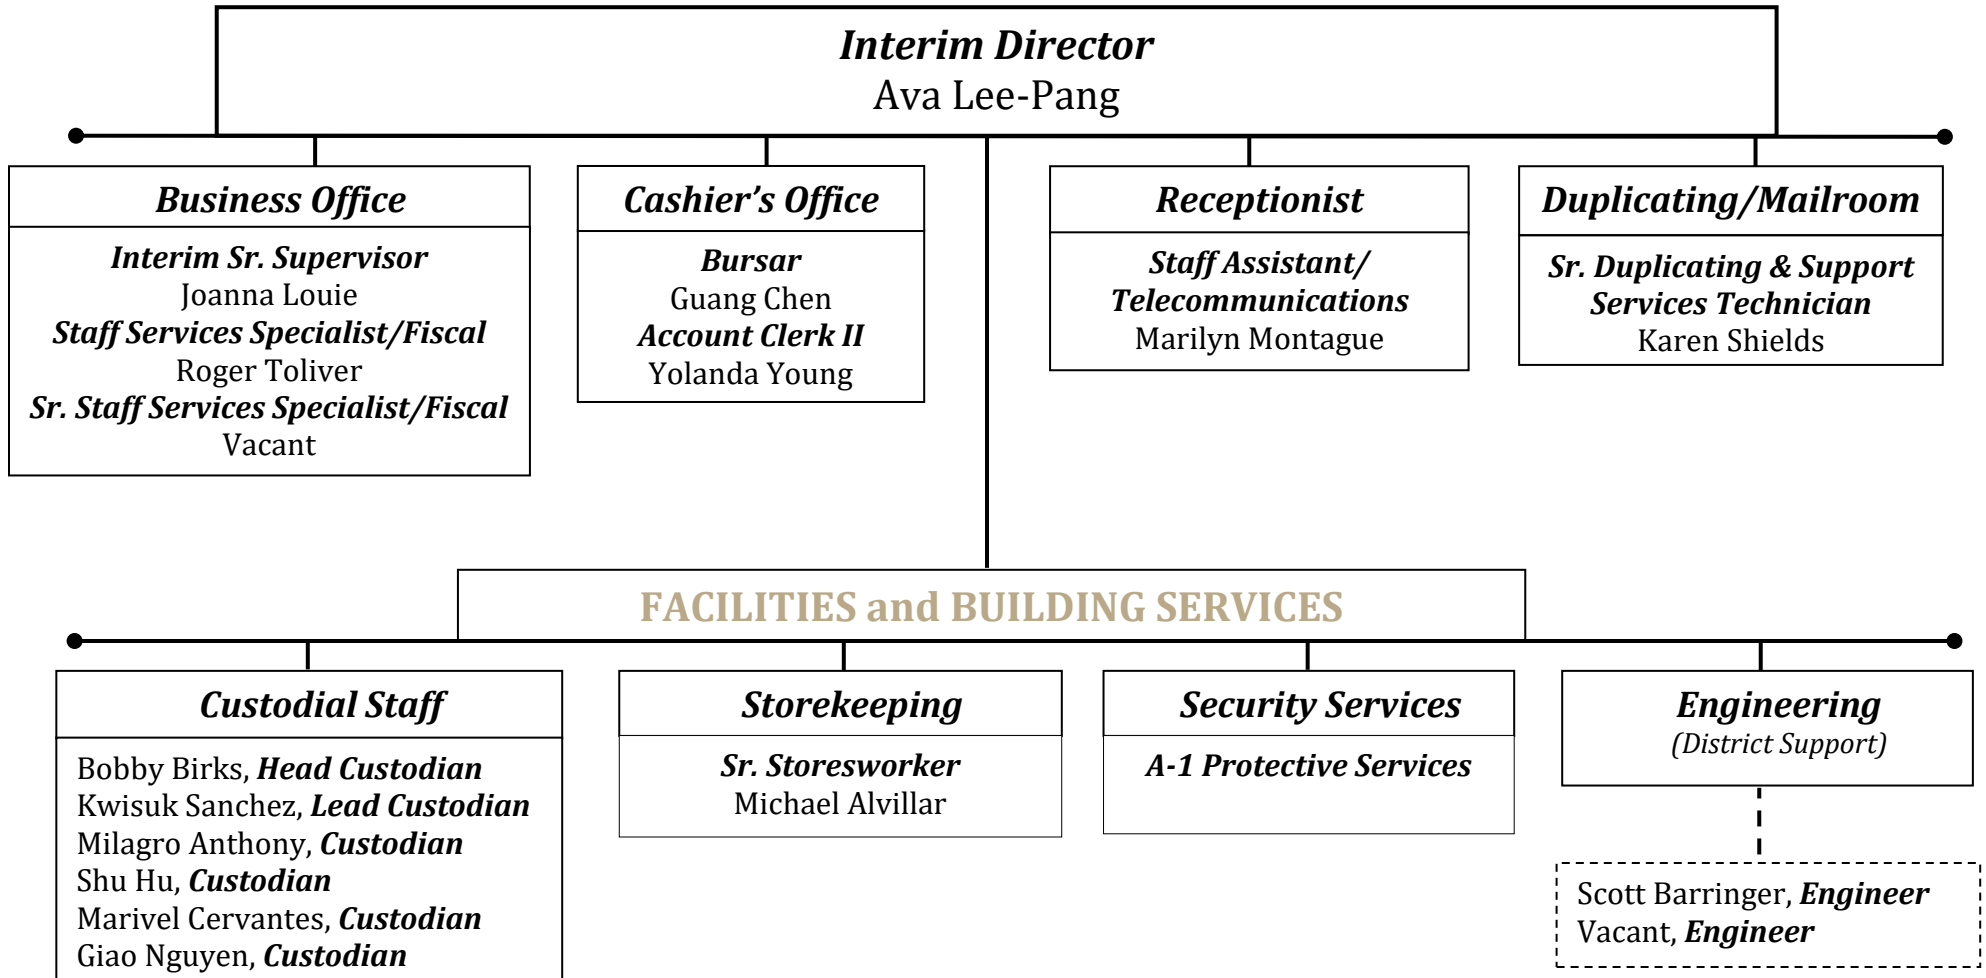 Interim Director
Ava Lee-Pang
Business Office
Interim Sr. Supervisor
Joanna Louie
Staff Services Specialist/Fiscal
Roger Toliver
Sr. Staff Services Specialist/Fiscal
Vacant
Cashier’s Office
Bursar
Guang Chen
Account Clerk II
Yolanda Young
Receptionist
Staff Assistant/
Telecommunications
Marilyn Montague
Duplicating/Mailroom
Sr. Duplicating & Support
Services Technician
Karen Shields
FACILITIES and BUILDING SERVICES
Custodial Staff
Bobby Birks, Head Custodian
Kwisuk Sanchez, Lead Custodian
Milagro Anthony, Custodian
Shu Hu, Custodian
Marivel Cervantes, Custodian
Giao Nguyen, Custodian
Storekeeping
Sr. Storesworker
Michael Alvillar
Security Services
A-1 Protective Services
Engineering
(District Support)
Scott Barringer, Engineer
Vacant, Engineer